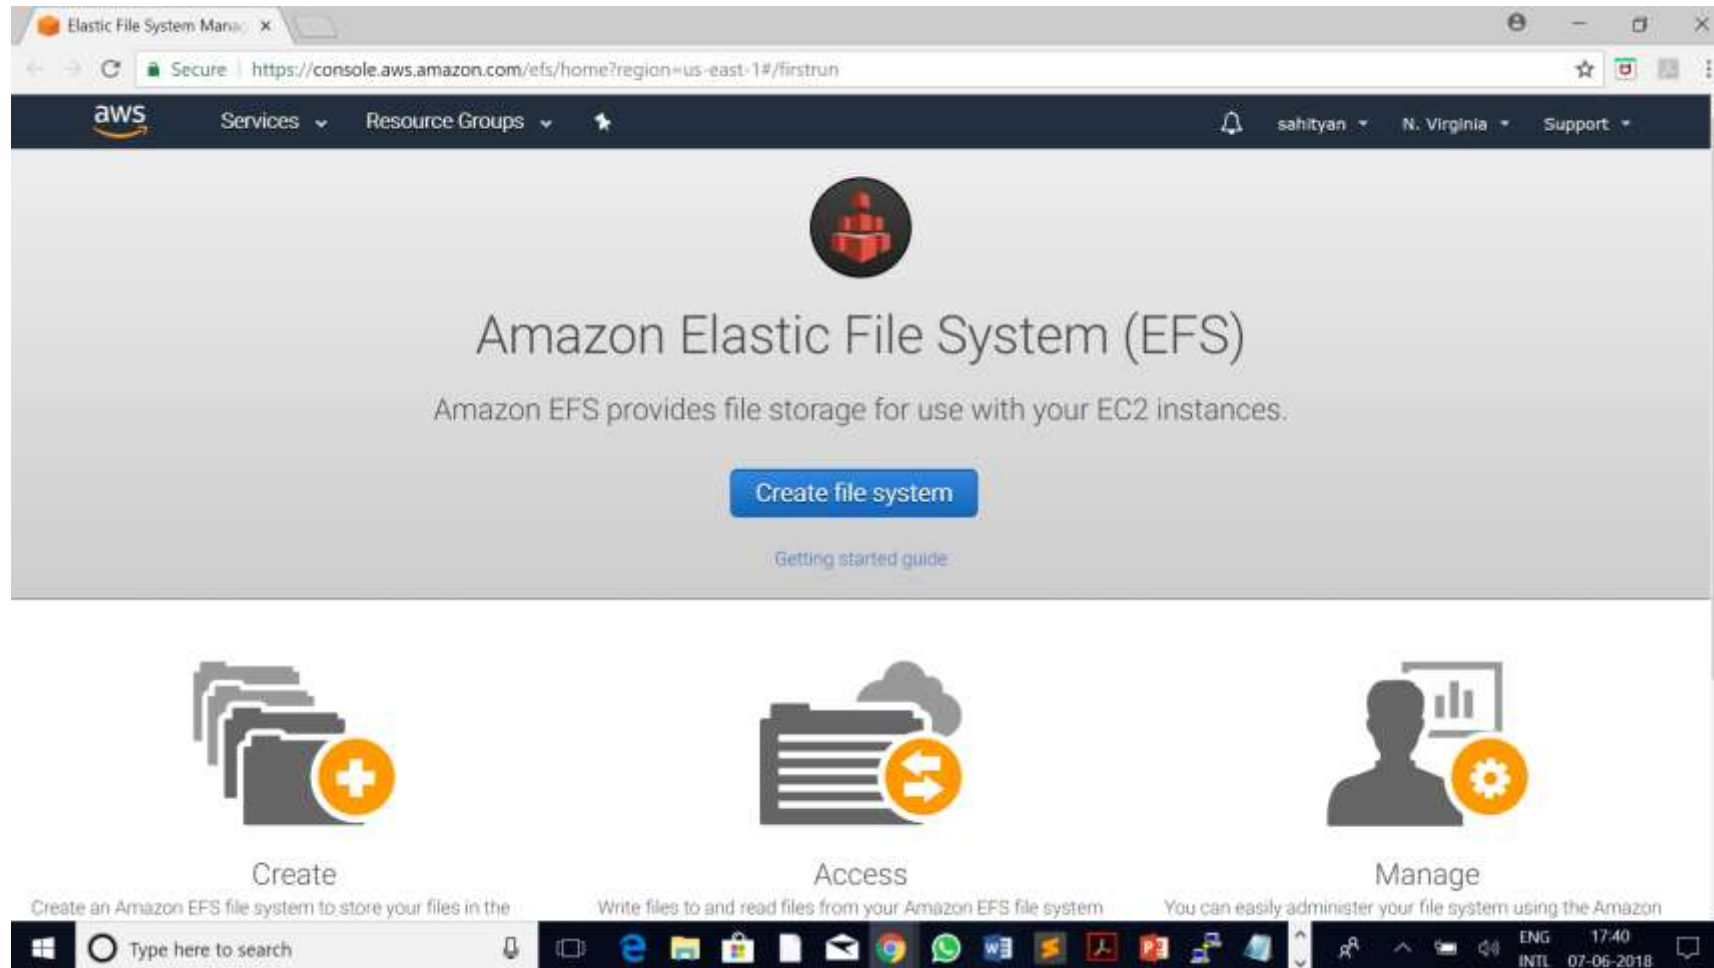 Elastic File System Mana
Secure https://console.aws.amazon.com/efs/home?region=us-east-1#/firstrun
aws Services Resource Groups sahityan N. Virginia Support
Amazon Elastic File System (EFS)
Amazon EFS provides file storage for use with your EC2 instances.
Create file system
Getting started guide
Create Access Manage
Create an Amazon EFS file system to store your files in the Write files to and read files from your Amazon EFS file system You can easily administer your file system using the Amazon
Type here to search ENG 17:40
INTL 07-06-2018